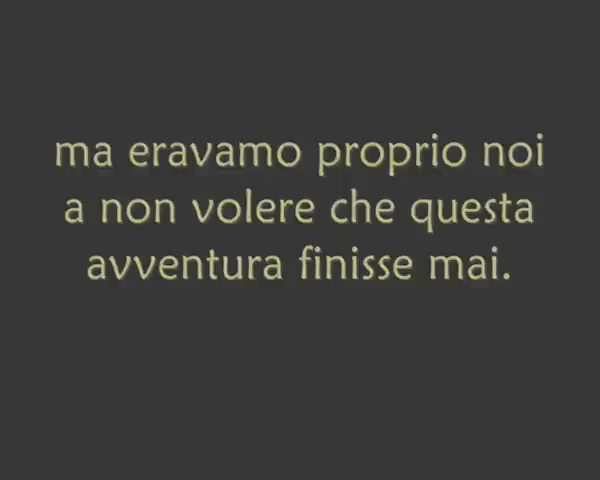 ma eravamo proprio noi
a non volere che questa
avventura finisse mai.